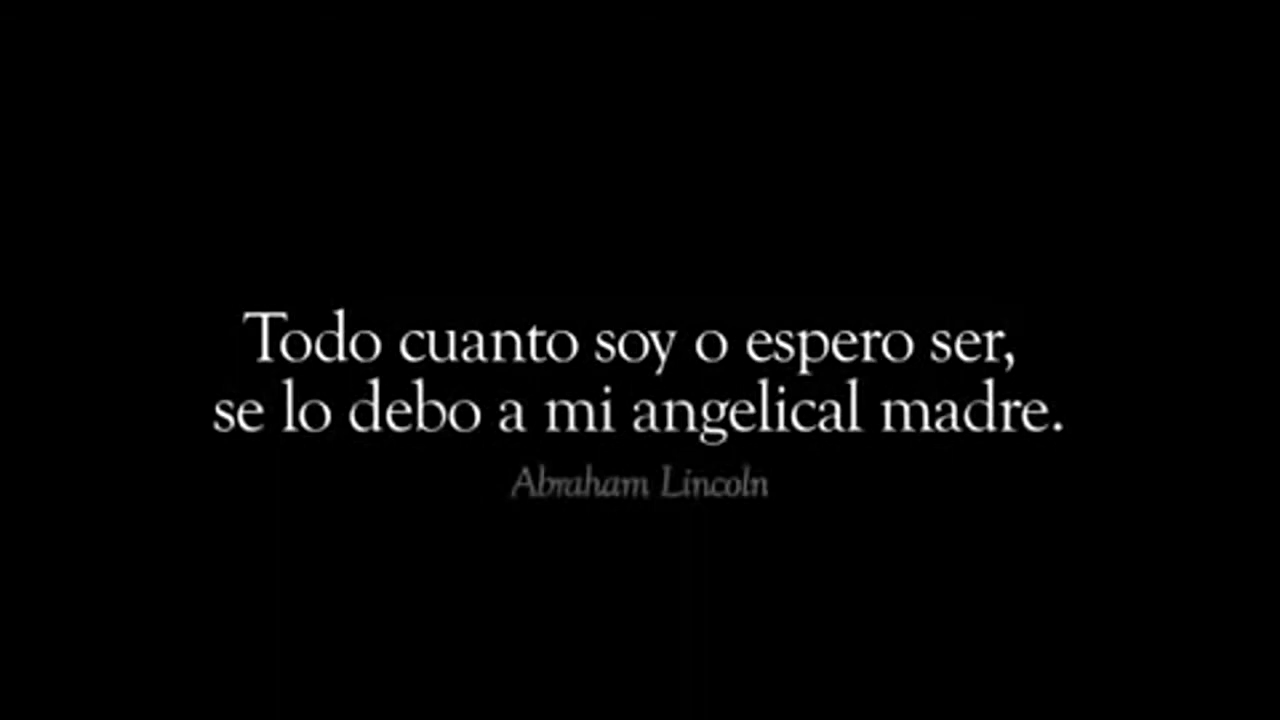 Todo cuanto soy o espero ser,
se lo debo a mi angelical madre.
Abraham Lincoln